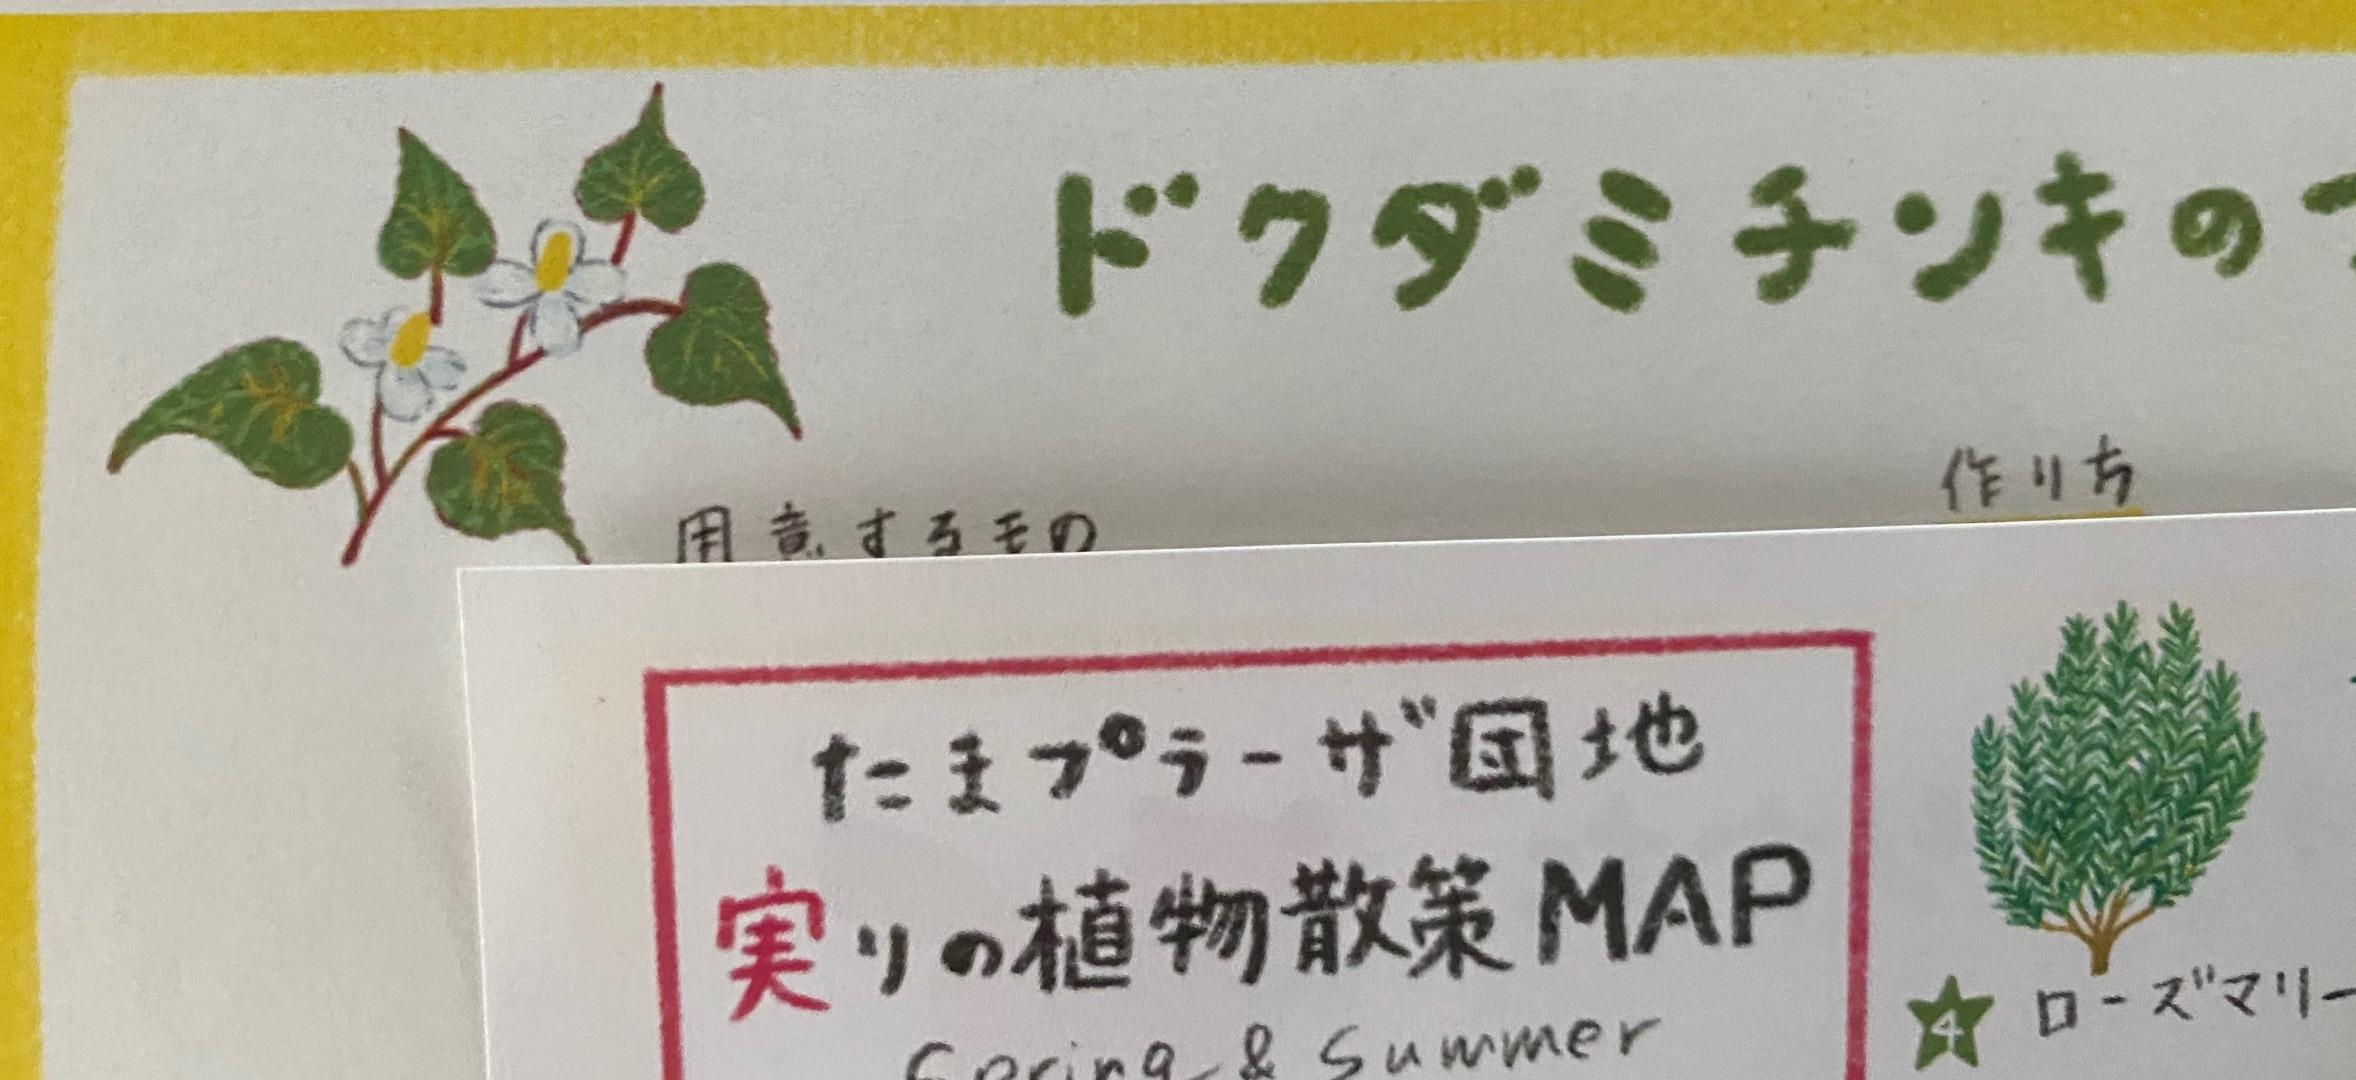 ドクダミチンキの
作り方
用意するもの
たまプラーザ団地
実りの植物散策MAP
Spring & Summer
4 ローズマリー